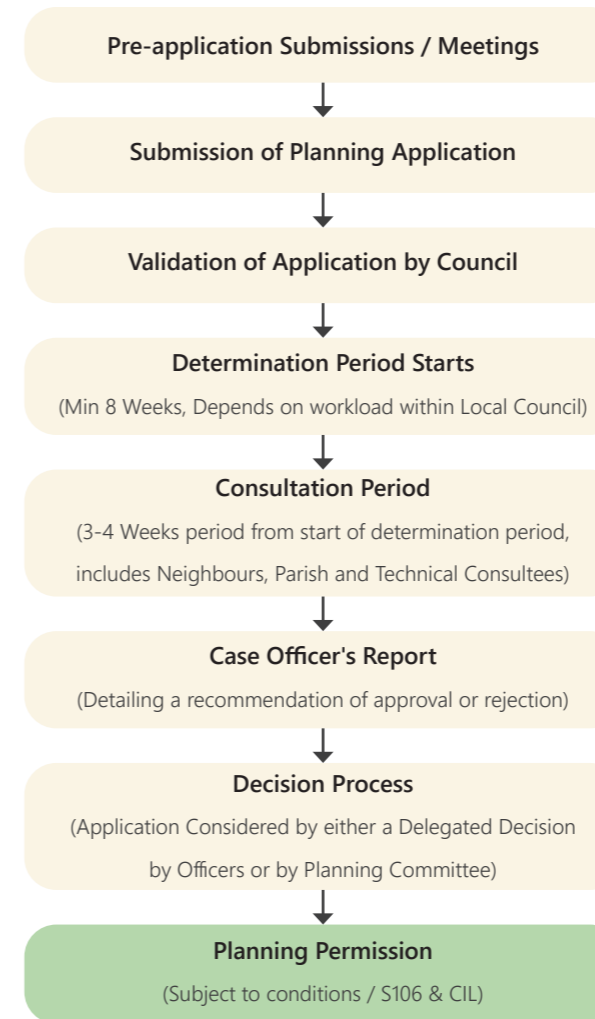 Pre-application Submissions / Meetings
Submission of Planning Application
Validation of Application by Council
Determination Period Starts
(Min 8 Weeks, Depends on workload within Local Council)
Consultation Period
(3-4 Weeks period from start of determination period,
includes Neighbours, Parish and Technical Consultees)
Case Officer's Report
(Detailing a recommendation of approval or rejection)
Decision Process
(Application Considered by either a Delegated Decision
by Officers or by Planning Committee)
Planning Permission
(Subject to conditions / S106 & CIL)